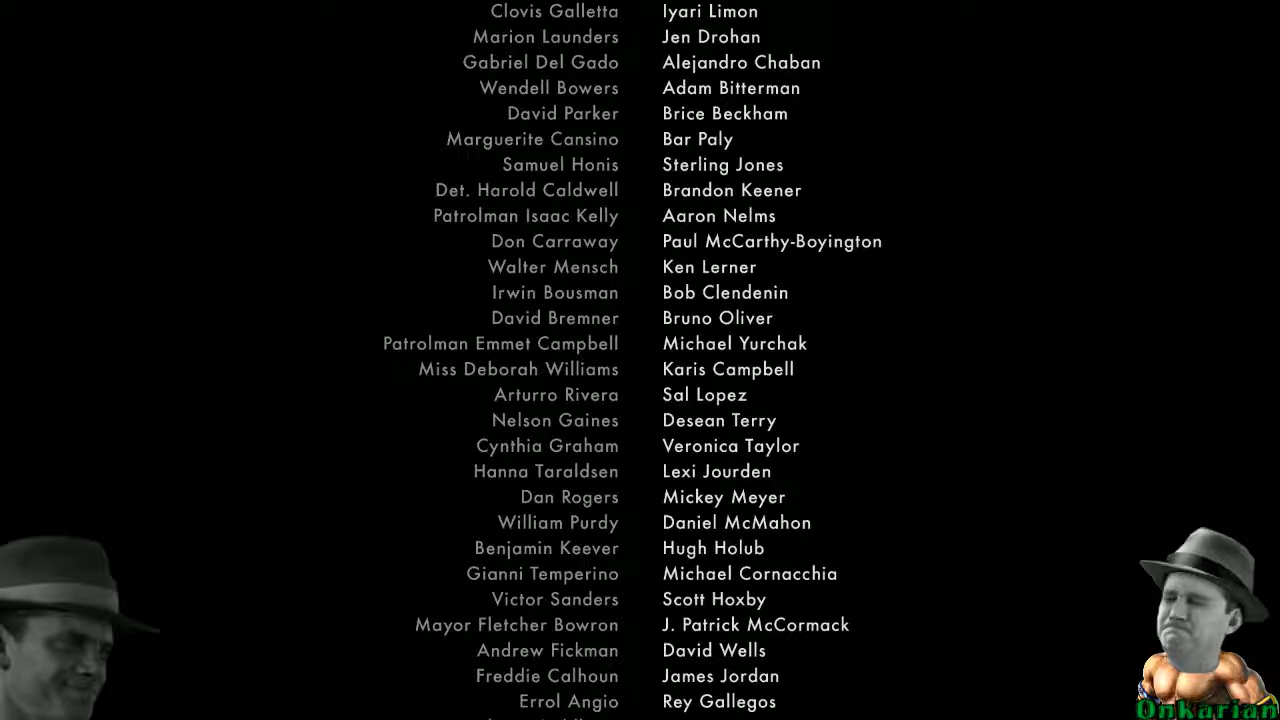 Clovis Galletta Iyari Limon
Marion Launders Jen Drohan
Gabriel Del Gado Alejandro Chaban
Wendell Bowers Adam Bitterman
David Parker Brice Beckham
Marguerite Cansino Bar Paly
Samuel Honis Sterling Jones
Det. Harold Caldwell Brandon Keener
Patrolman Isaac Kelly Aaron Nelms
Don Carraway Paul McCarthy-Boyington
Walter Mensch Ken Lerner
Irwin Bousman Bob Clendenin
David Bremner Bruno Oliver
Patrolman Emmet Campbell Michael Yurchak
Miss Deborah Williams Karis Campbell
Arturro Rivera Sal Lopez
Nelson Gaines Desean Terry
Cynthia Graham Veronica Taylor
Hanna Taraldsen Lexi Jourden
Dan Rogers Mickey Meyer
William Purdy Daniel McMahon
Benjamin Keever Hugh Holub
Gianni Temperino Michael Cornacchia
Victor Sanders Scott Hoxby
Mayor Fletcher Bowron J. Patrick McCormack
Andrew Fickman David Wells
Freddie Calhoun James Jordan
Errol Angio Rey Gallegos
Onkarian